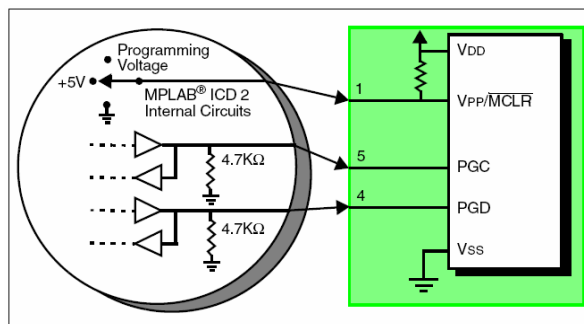 Programming
Voltage
+5V
MPLAB® ICD 2
Internal Circuits
4.7KΩ
4.7KΩ
1
5
4
VDD
VPP/MCLR
PGC
PGD
VSS